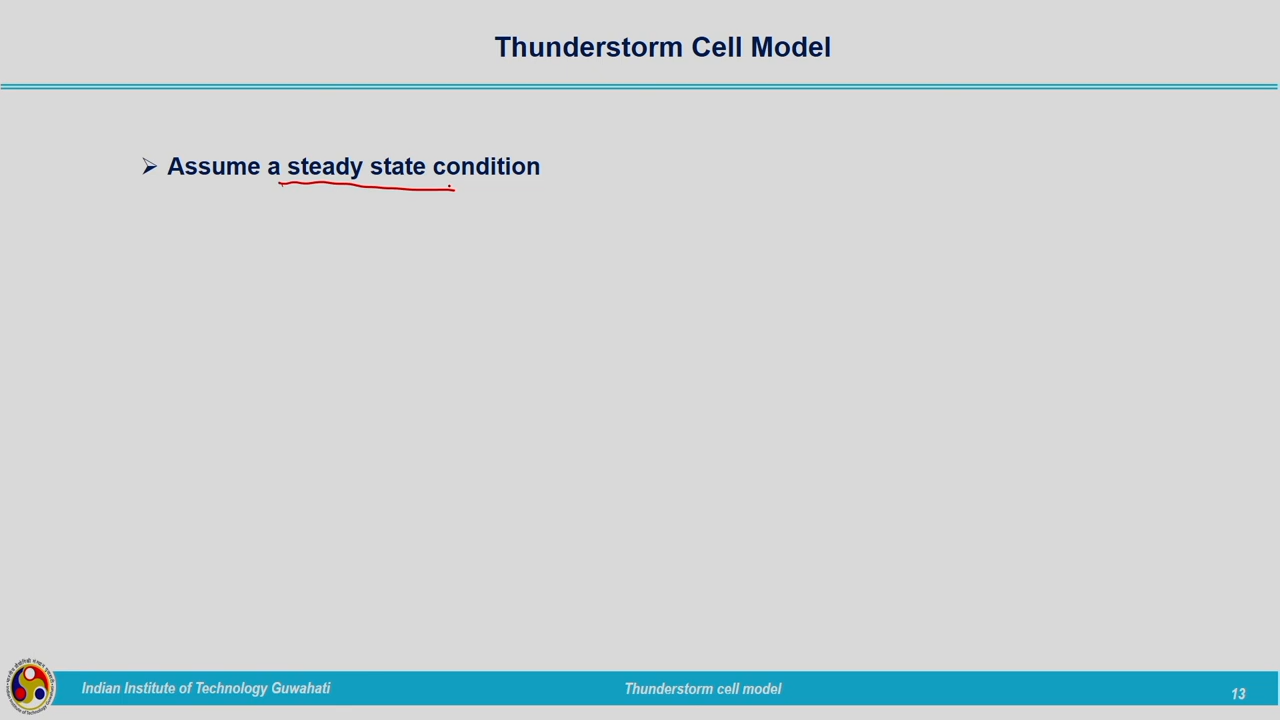 Thunderstorm Cell Model
➢ Assume a steady state condition
Indian Institute of Technology Guwahati
Thunderstorm cell model
13